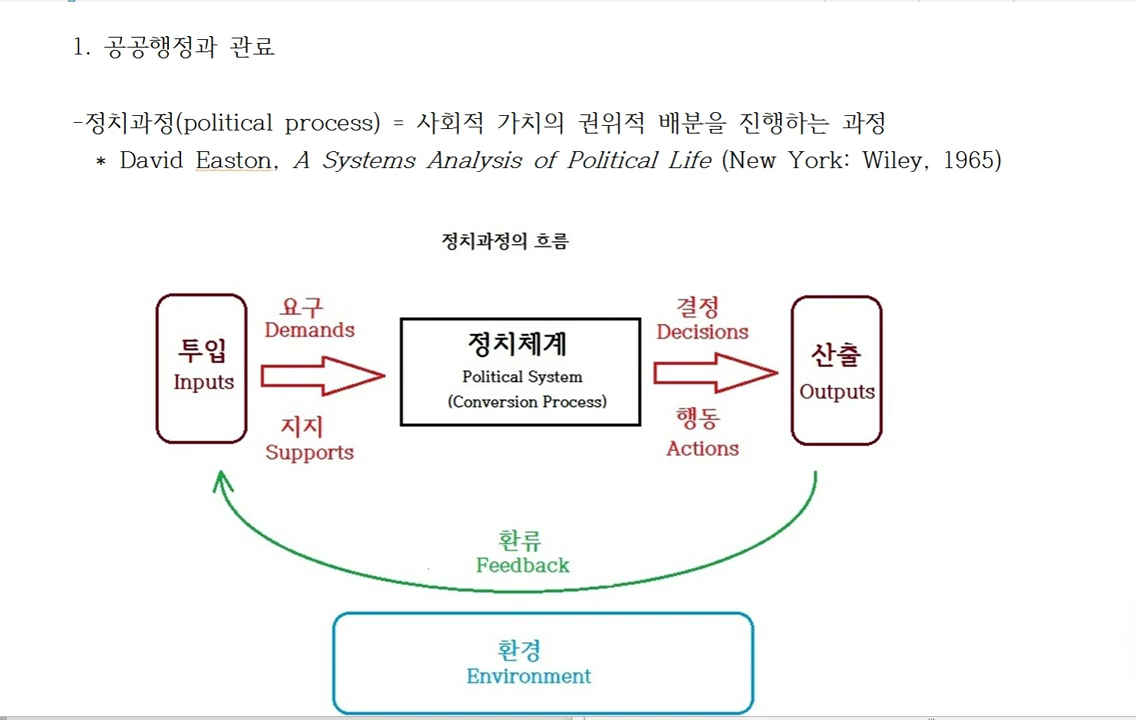 1. 공공행정과 관료
-정치과정(political process) = 사회적 가치의 권위적 배분을 진행하는 과정
* David Easton, A Systems Analysis of Political Life (New York: Wiley, 1965)
정치과정의 흐름
투입
Inputs
요구
Demands
지지
Supports
정치체계
Political System
(Conversion Process)
결정
Decisions
행동
Actions
산출
Outputs
환류
Feedback
환경
Environment